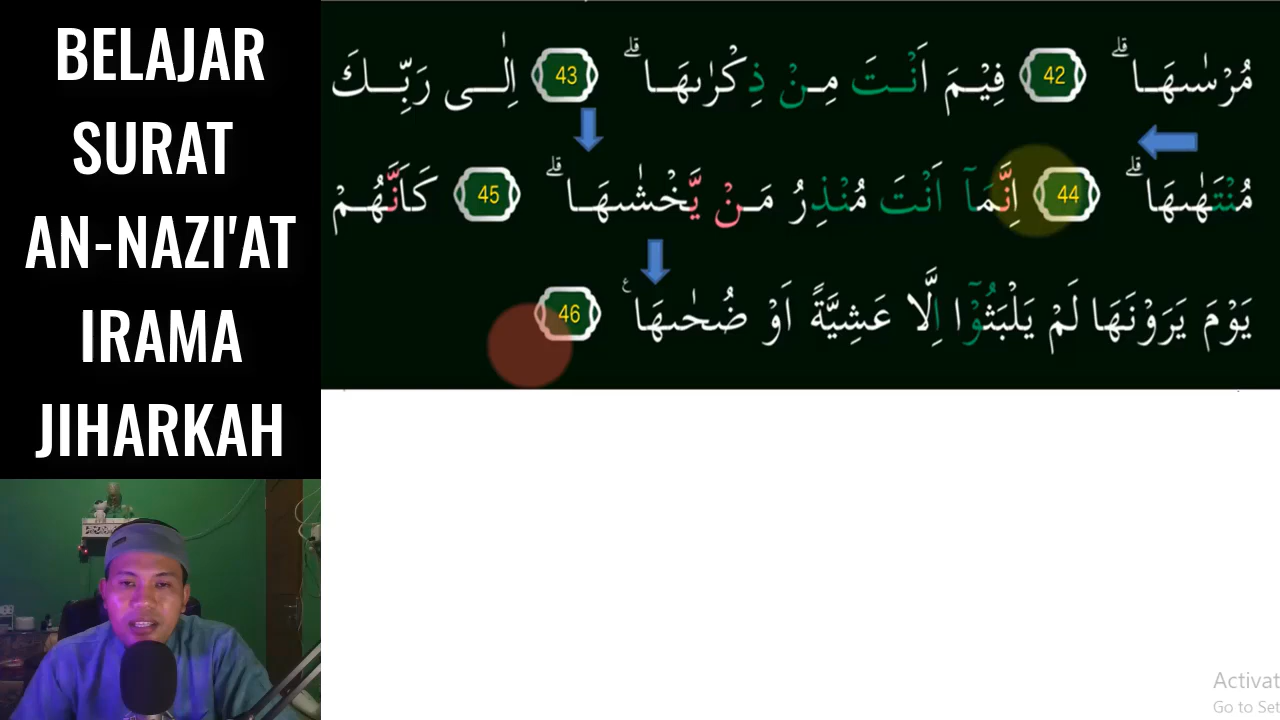 BELAJAR
SURAT
AN-NAZI'AT
IRAMA
JIHARKAH
مُرْسٰىهَاۗ 42 فِيْمَ اَنْتَ مِنْ ذِكْرٰىهَاۗ 43 اِلٰى رَبِّكَ
مُنْتَهٰىهَاۗ 44 اِنَّمَآ اَنْتَ مُنْذِرُ مَنْ يَّخْشٰىهَاۗ 45 كَاَنَّهُمْ
يَوْمَ يَرَوْنَهَا لَمْ يَلْبَثُوْٓا اِلَّا عَشِيَّةً اَوْ ضُحٰىهَا ࣖ 46
Activat
Go to Set